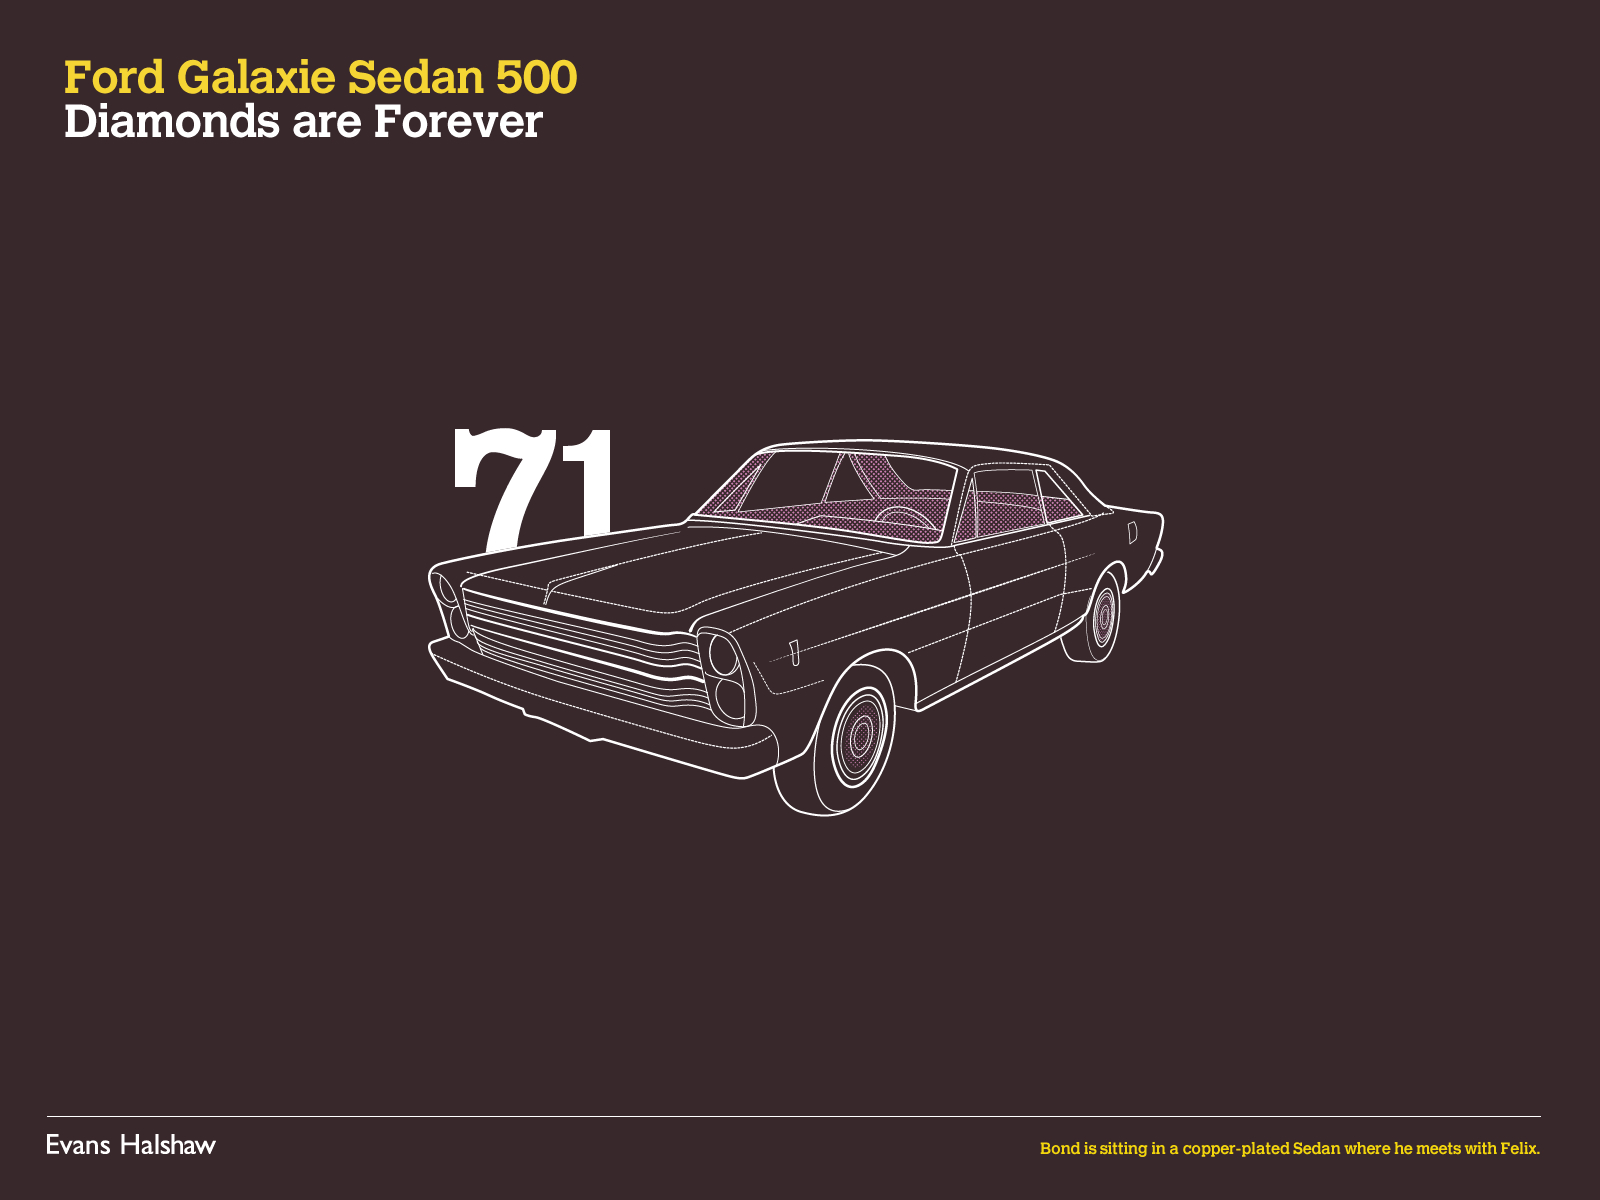 Ford Galaxie Sedan 500
Diamonds are Forever
71
Evans Halshaw
Bond is sitting in a copper-plated Sedan where he meets with Felix.